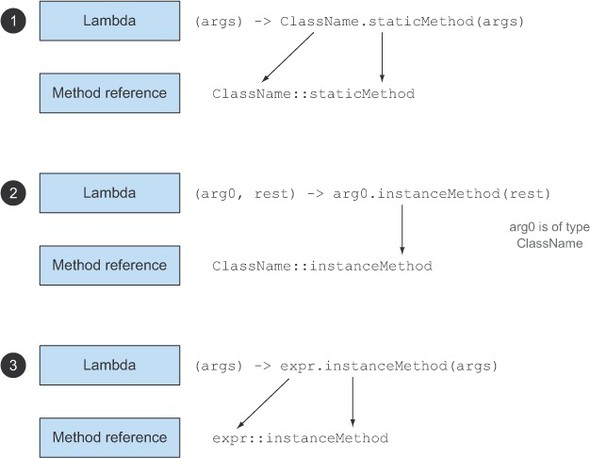 1 Lambda (args) -> ClassName.staticMethod(args)
Method reference ClassName::staticMethod
2 Lambda (arg0, rest) -> arg0.instanceMethod(rest)
arg0 is of type
ClassName
Method reference ClassName::instanceMethod
3 Lambda (args) -> expr.instanceMethod(args)
Method reference expr::instanceMethod